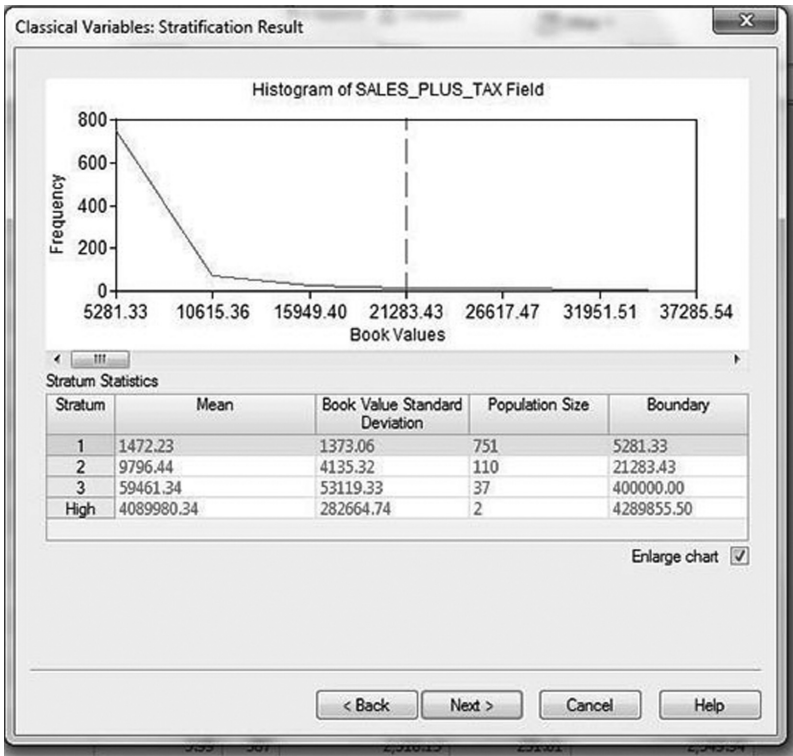 Classical Variables: Stratification Result
Histogram of SALES_PLUS_TAX Field
800
600
400
200
0
Frequency
5281.33 10615.36 15949.40 21283.43 26617.47 31951.51 37285.54
Book Values
Stratum Statistics
Stratum Mean Book Value Standard Deviation Population Size Boundary
1 1472.23 1373.06 751 5281.33
2 9796.44 4135.32 110 21283.43
3 59461.34 53119.33 37 400000.00
High 4089980.34 282664.74 2 4289855.50
Enlarge chart
< Back Next > Cancel Help